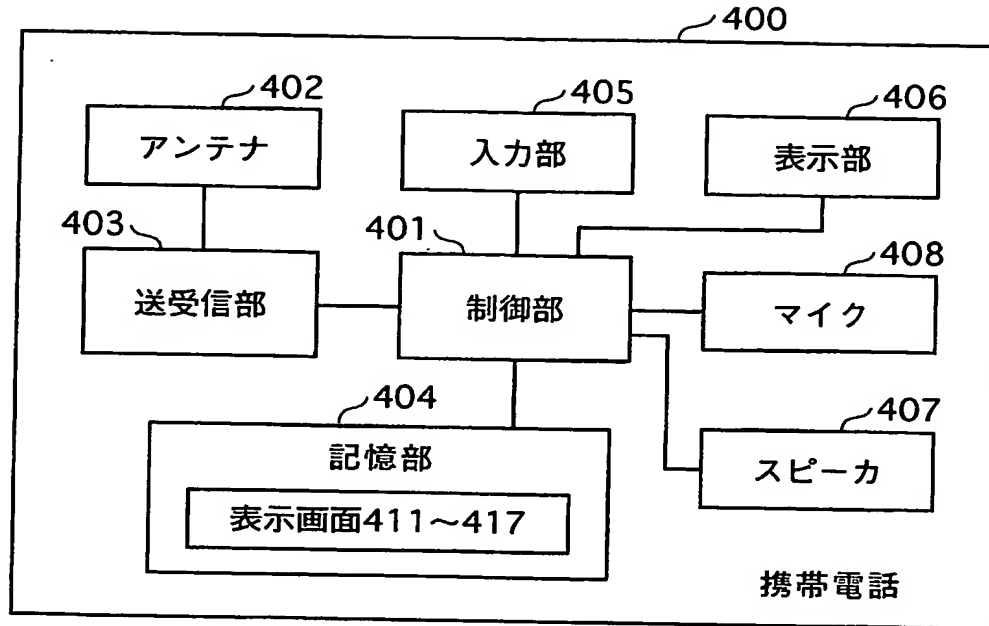 400
402
アンテナ
405
入力部
406
表示部
403
送受信部
401
制御部
408
マイク
404
記憶部
表示画面411～417
407
スピーカ
携帯電話